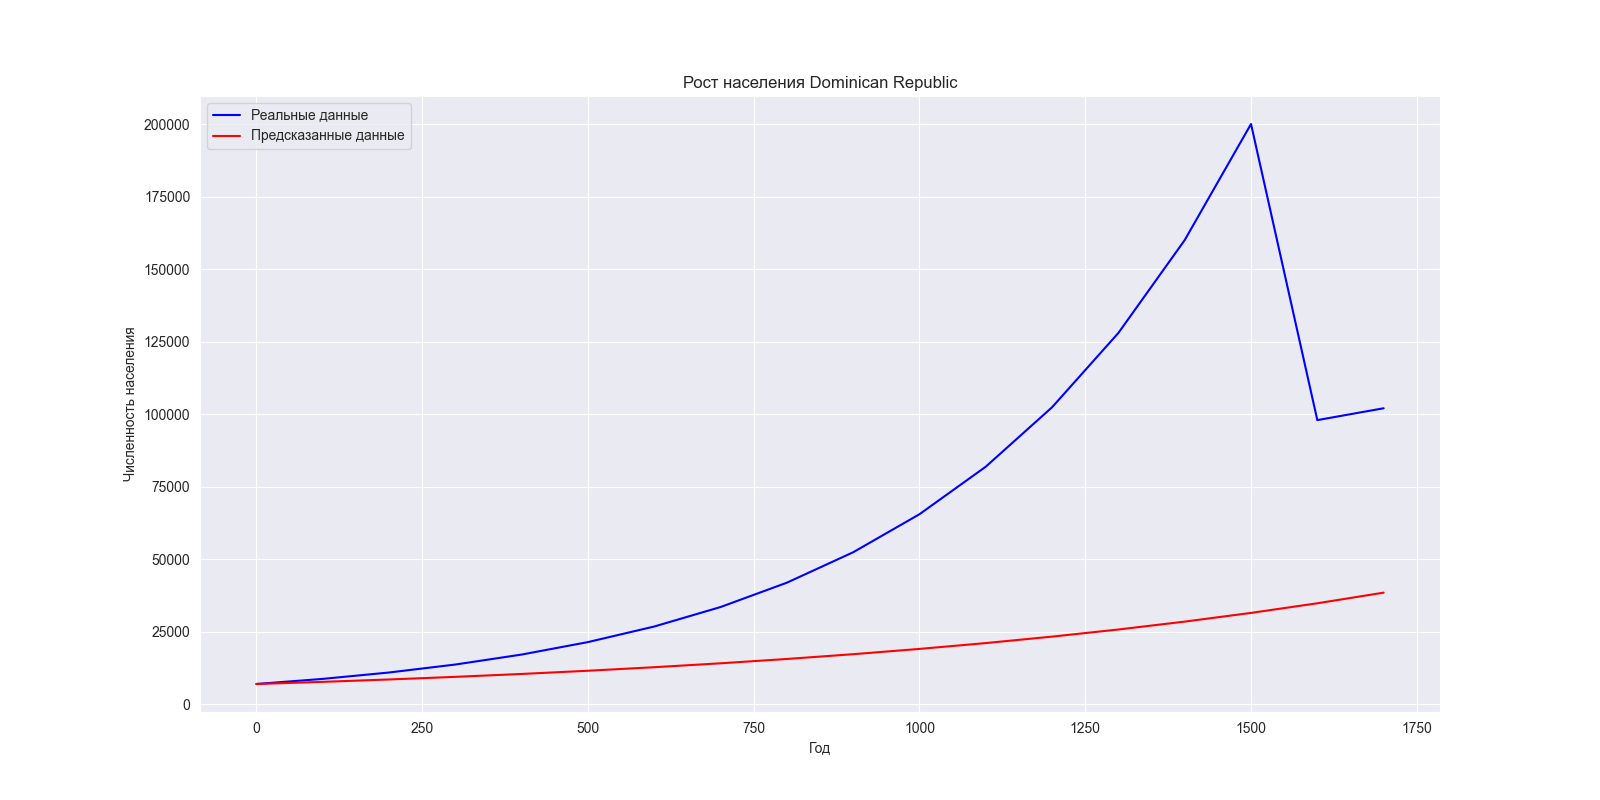 Рост населения Dominican Republic
Реальные данные
Предсказанные данные
200000
175000
150000
125000
100000
75000
50000
25000
0
Численность населения
0 250 500 750 1000 1250 1500 1750
Год